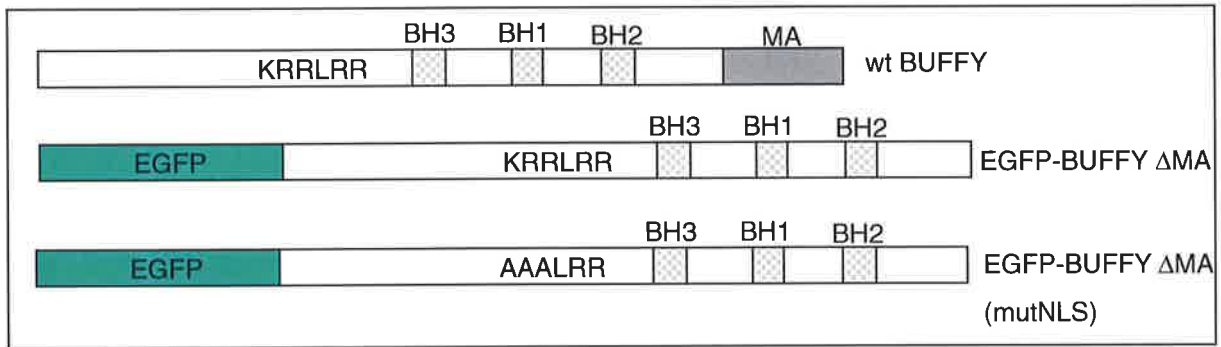 BH3 BH1 BH2 MA
KRRLRR wt BUFFY
BH3 BH1 BH2
EGFP KRRLRR EGFP-BUFFY ΔMA
BH3 BH1 BH2
EGFP AAALRR EGFP-BUFFY ΔMA
(mutNLS)